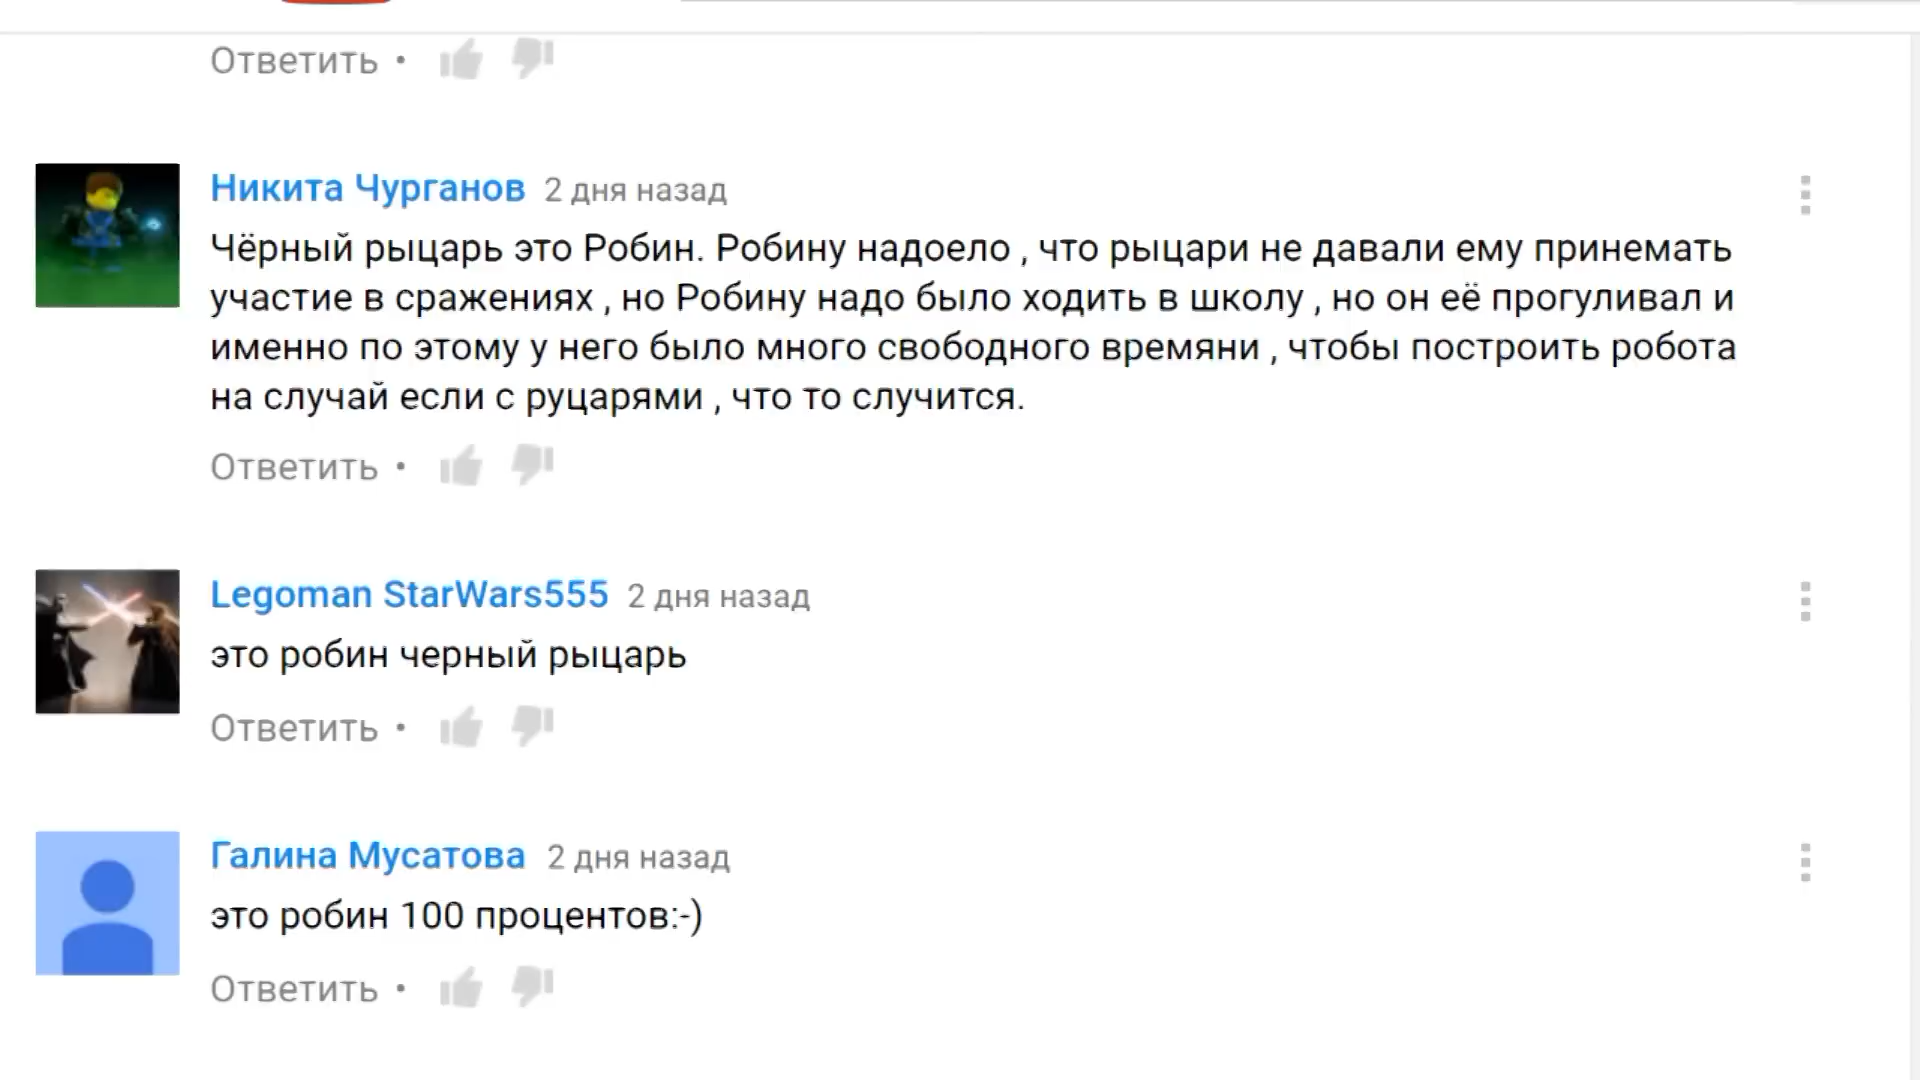 Ответить •
Никита Чурганов 2 дня назад
Чёрный рыцарь это Робин. Робину надоело , что рыцари не давали ему принемать
участие в сражениях , но Робину надо было ходить в школу , но он её прогуливал и
именно по этому у него было много свободного времяни , чтобы построить робота
на случай если с руцарями , что то случится.
Ответить •
Legoman StarWars555 2 дня назад
это робин черный рыцарь
Ответить •
Галина Мусатова 2 дня назад
это робин 100 процентов:-)
Ответить •